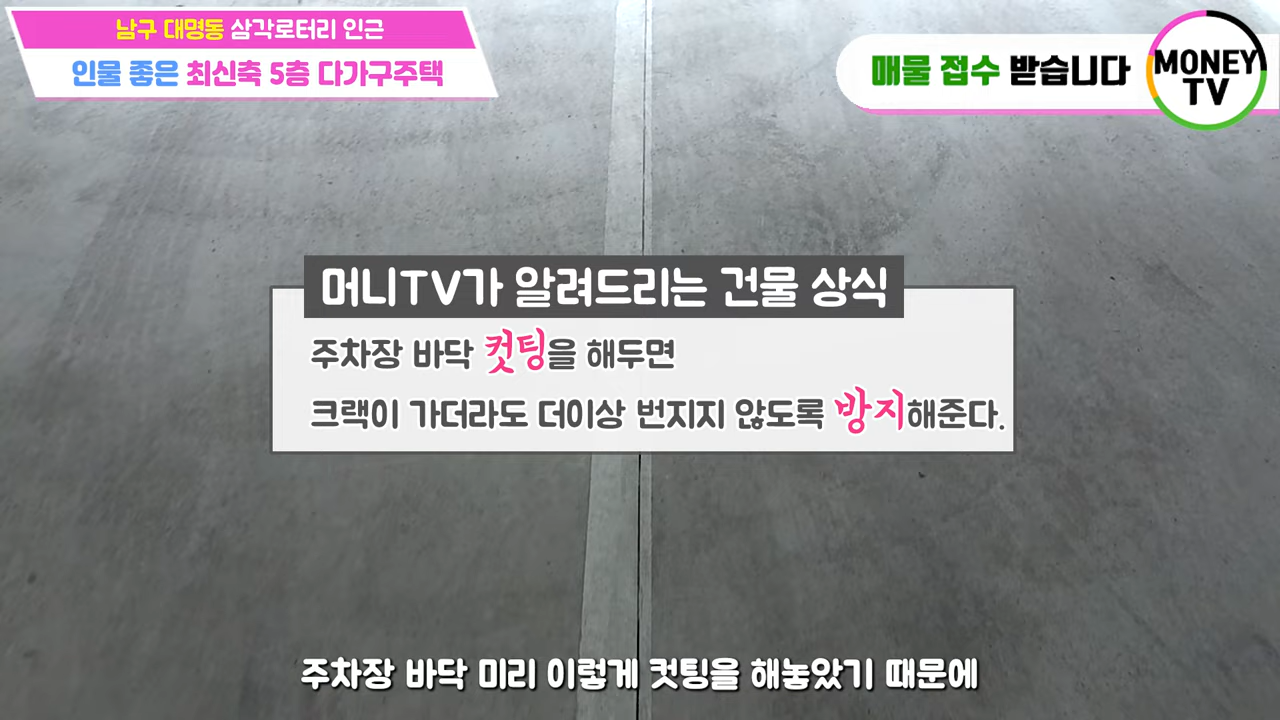 남구 대명동 삼각로터리 인근
인물 좋은 최신축 5층 다가구주택
매물 접수 받습니다
MONEY
TV
머니TV가 알려드리는 건물 상식
주차장 바닥 컷팅을 해두면
크랙이 가더라도 더이상 번지지 않도록 방지해준다.
주차장 바닥 미리 이렇게 컷팅을 해놓았기 때문에